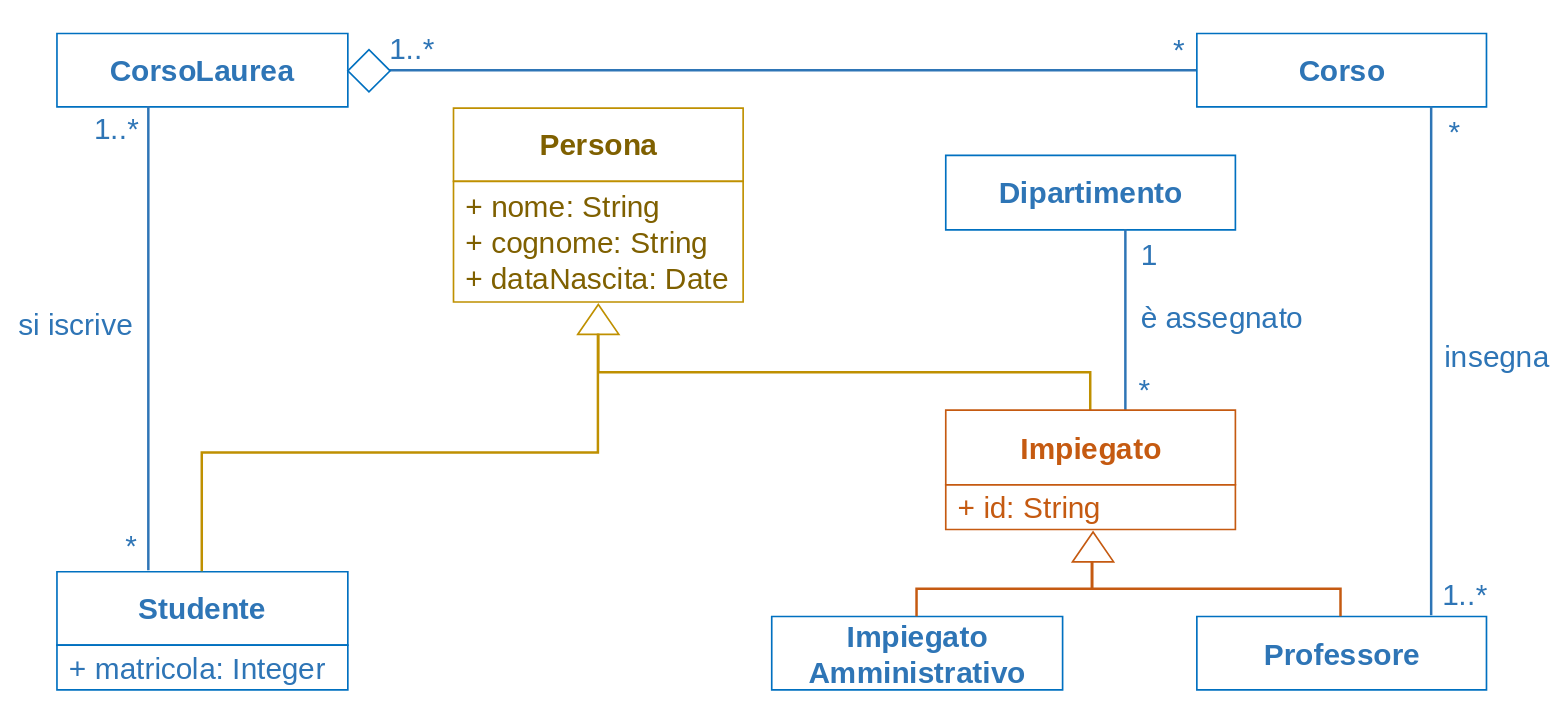 CorsoLaurea
1..*
*
Corso
1..*
Persona
+ nome: String
+ cognome: String
+ dataNascita: Date
Dipartimento
1
è assegnato
*
*
si iscrive
insegna
Impiegato
+ id: String
*
1..*
Studente
+ matricola: Integer
Impiegato
Amministrativo
Professore